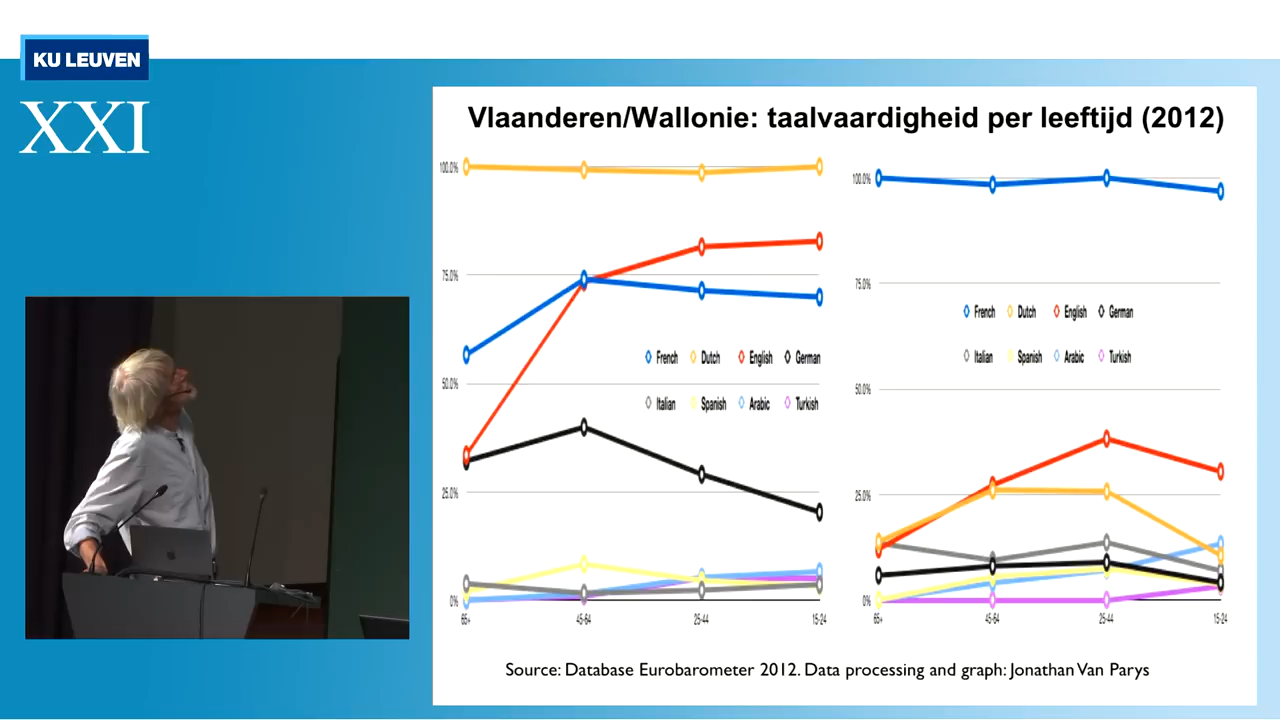 KU LEUVEN
XXI
Vlaanderen/Wallonie: taalvaardigheid per leeftijd (2012)
100.0%
75.0%
50.0%
25.0%
0%
65+
45-64
25-44
15-24
French
Dutch
English
German
Italian
Spanish
Arabic
Turkish
100.0%
75.0%
50.0%
25.0%
0%
65+
45-64
25-44
15-24
French
Dutch
English
German
Italian
Spanish
Arabic
Turkish
Source: Database Eurobarometer 2012. Data processing and graph: Jonathan Van Parys